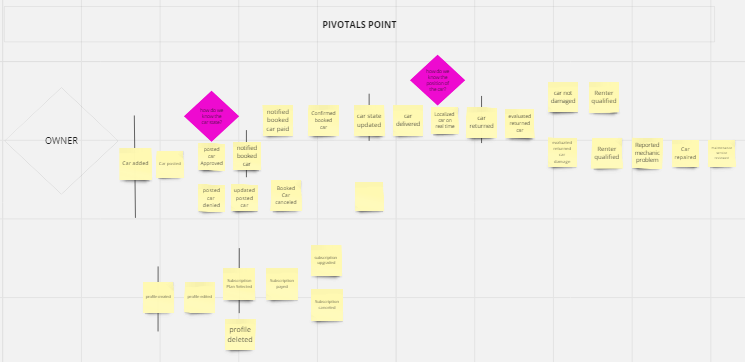 PIVOTALS POINT
OWNER
Car added
Car posted
posted
car
Approved
notified
booked
car
notified
booked
car paid
Confirmed
booked
car
car state
updated
car
delivered
Localized
car on
real time
car
returned
evaluated
returned
car
car not
damaged
Renter
qualified
evaluated
returned
car
damage
Renter
qualified
Reported
mechanic
problem
Car
repaired
posted
car
denied
updated
posted
car
Booked
Car
canceled
profile created
profile edited
Subscription
Plan Selected
Subscription
payed
subscription
upgraded
Subscription
canceled
profile
deleted